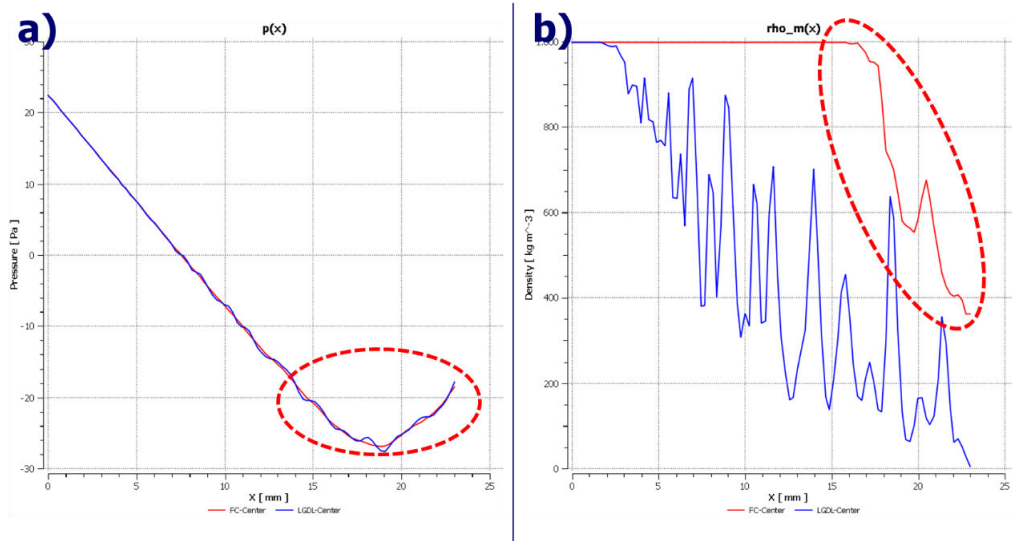 a)
p(x)
30
20
10
0
-10
-20
-30
Pressure [ Pa ]
0 5 10 15 20 25
X [ mm ]
FC-Center LGDL-Center
b)
rho_m(x)
1.000
800
600
400
200
0
Density [ kg m^-3 ]
0 5 10 15 20 25
X [ mm ]
FC-Center LGDL-Center